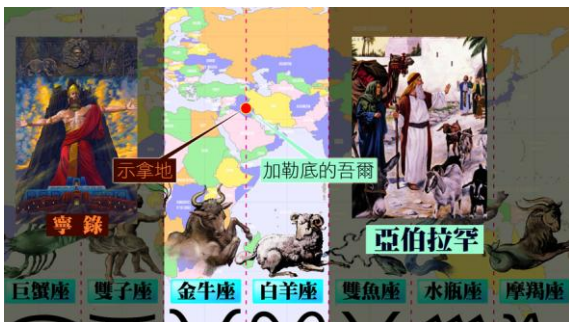 示拿地
加勒底的吾爾
寧錄
亞伯拉罕
巨蟹座
雙子座
金牛座
白羊座
雙魚座
水瓶座
摩羯座